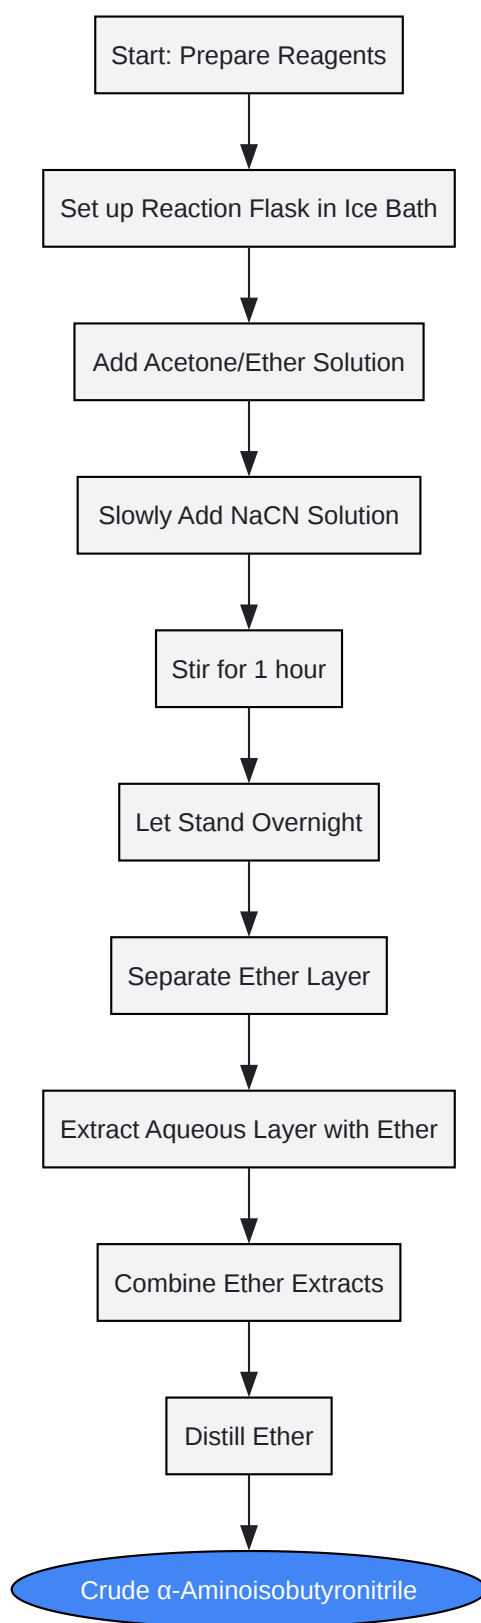 Start: Prepare Reagents
Set up Reaction Flask in Ice Bath
Add Acetone/Ether Solution
Slowly Add NaCN Solution
Stir for 1 hour
Let Stand Overnight
Separate Ether Layer
Extract Aqueous Layer with Ether
Combine Ether Extracts
Distill Ether
Crude α-Aminoisobutyronitrile